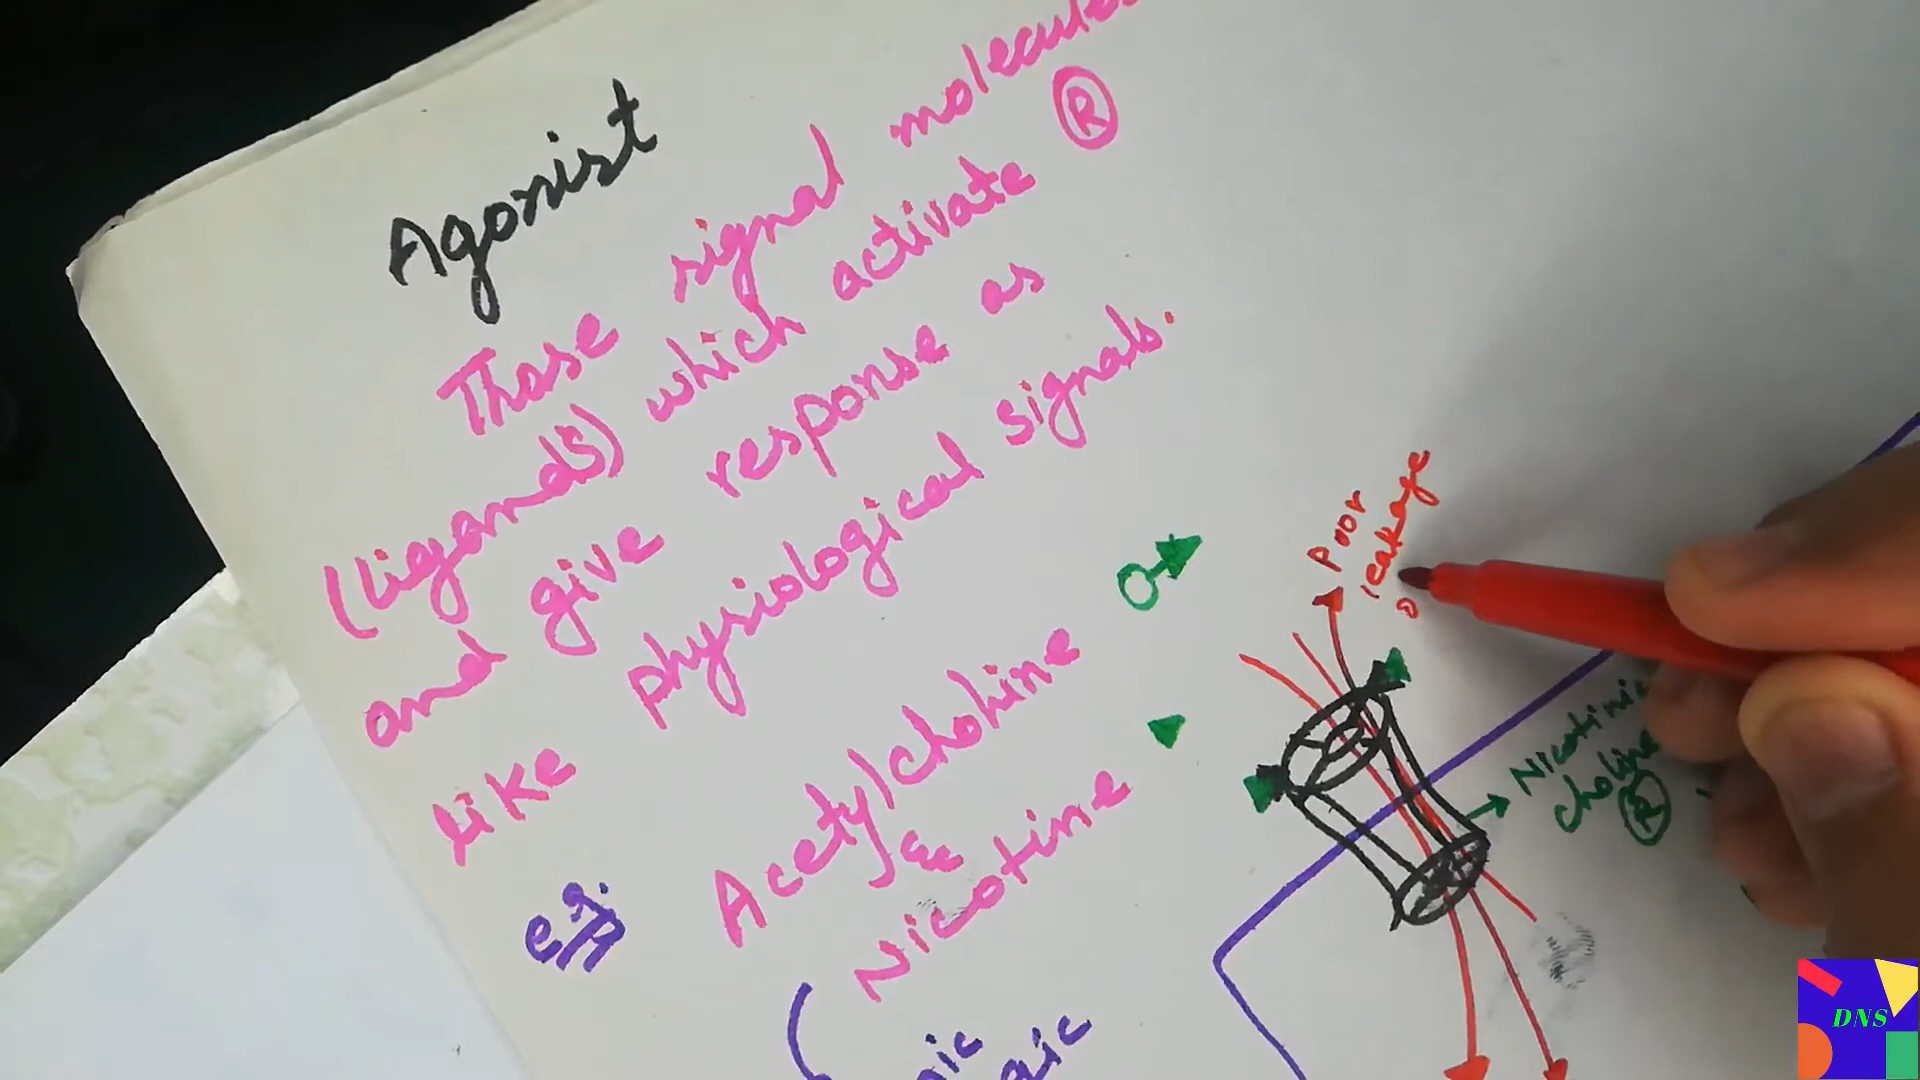 Agonist
Those signal molecules
(Ligands) which activate R
and give response as
like physiological signals.
eg. Acetylcholine
&
Nicotine
Poor
leakage
Nicotinic
choline
R
DNS